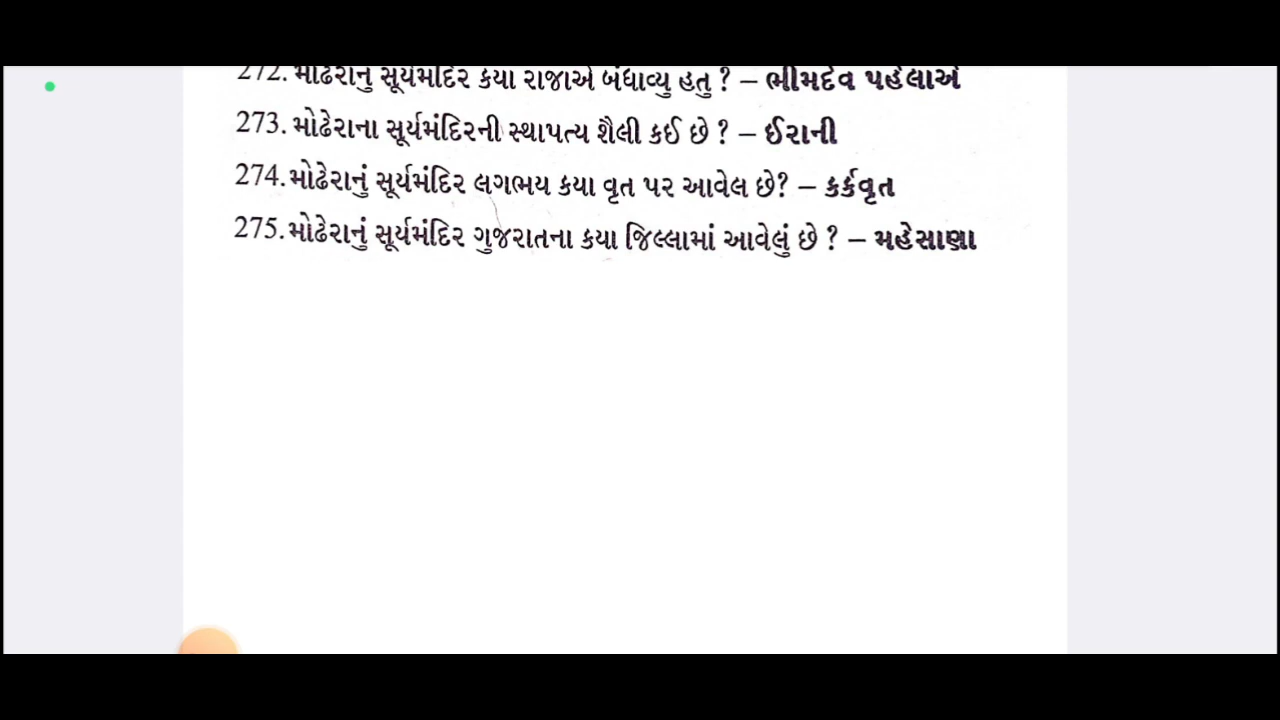 272. મોઢેરાનું સૂર્યમંદિર કયા રાજાએ બંધાવ્યુ હતુ ? – ભીમદેવ પહેલાએ
273. મોઢેરાના સૂર્યમંદિરની સ્થાપત્ય શૈલી કઈ છે ? – ઈરાની
274. મોઢેરાનું સૂર્યમંદિર લગભય કયા વૃત પર આવેલ છે? – કર્કવૃત
275. મોઢેરાનું સૂર્યમંદિર ગુજરાતના કયા જિલ્લામાં આવેલું છે ? – મહેસાણા